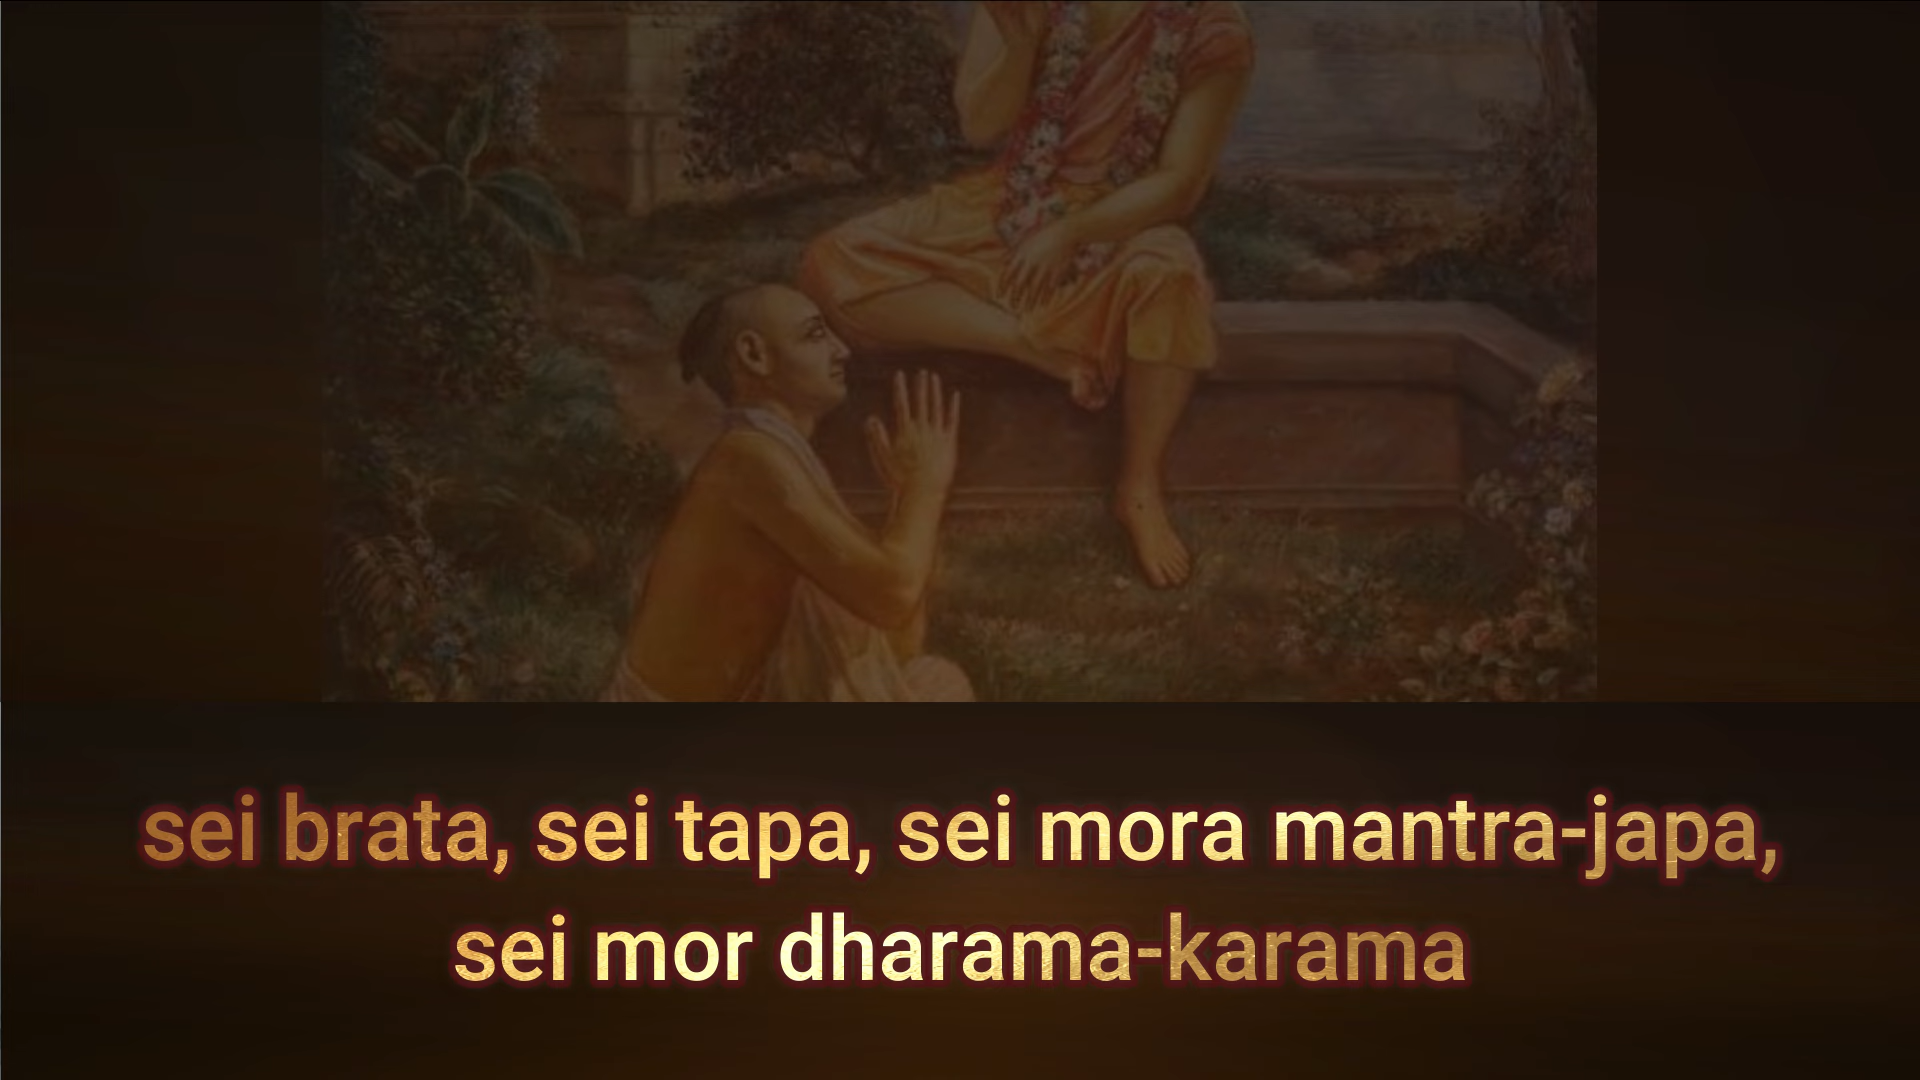 sei brata, sei tapa, sei mora mantra-japa,
sei mor dharama-karama